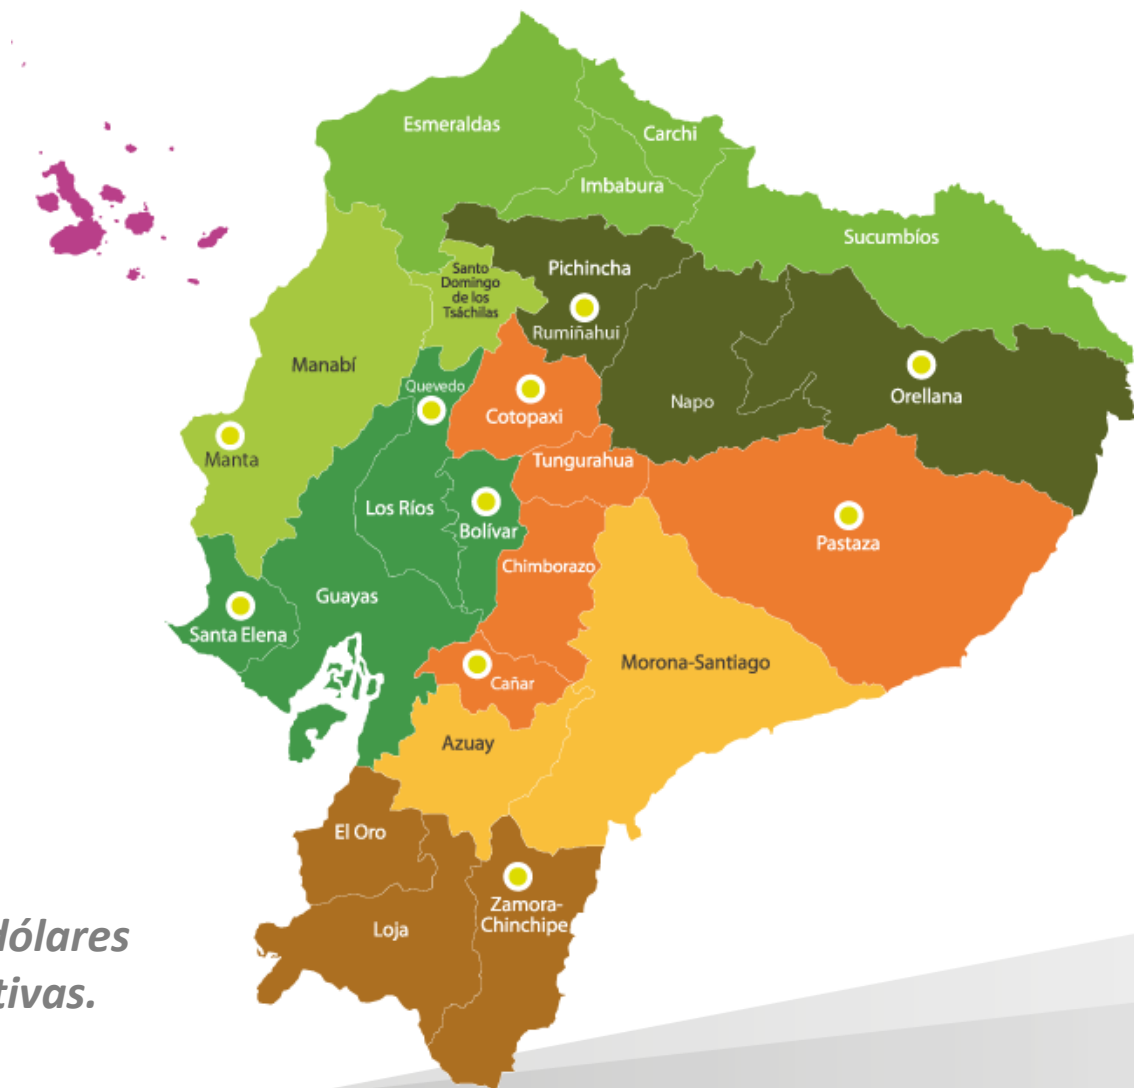 Esmeraldas
Carchi
Imbabura
Sucumbíos
Pichincha
Santo
Domingo
de los
Tsáchilas
Rumiñahui
Manabí
Quevedo
Cotopaxi
Napo
Orellana
Manta
Tungurahua
Los Ríos
Bolívar
Pastaza
Chimborazo
Guayas
Santa Elena
Morona-Santiago
Cañar
Azuay
El Oro
Zamora-
Chinchipe
Loja
dólares
tivas.